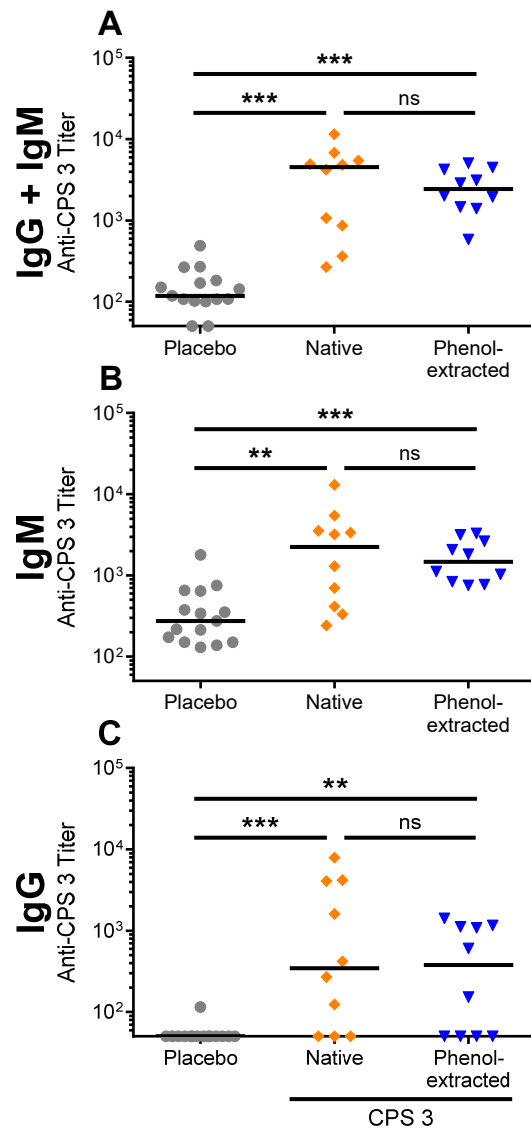 A
IgG + IgM
Anti-CPS 3 Titer
10^5
10^4
10^3
10^2
***
***
ns
Placebo
Native
Phenol-
extracted
B
IgM
Anti-CPS 3 Titer
10^5
10^4
10^3
10^2
***
**
ns
Placebo
Native
Phenol-
extracted
C
IgG
Anti-CPS 3 Titer
10^5
10^4
10^3
10^2
**
***
ns
Placebo
Native
Phenol-
extracted
CPS 3